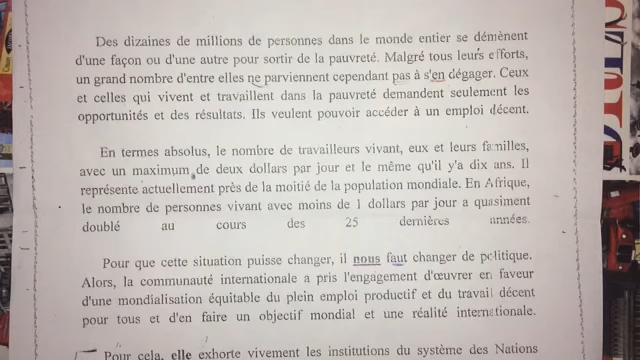 Des dizaines de millions de personnes dans le monde entier se démènent
d'une façon ou d'une autre pour sortir de la pauvreté. Malgré tous leurs efforts,
un grand nombre d'entre elles ne parviennent cependant pas à s'en dégager. Ceux
et celles qui vivent et travaillent dans la pauvreté demandent seulement les
opportunités et des résultats. Ils veulent pouvoir accéder à un emploi décent.
En termes absolus, le nombre de travailleurs vivant, eux et leurs familles,
avec un maximum de deux dollars par jour et le même qu'il y'a dix ans. Il
représente actuellement près de la moitié de la population mondiale. En Afrique,
le nombre de personnes vivant avec moins de 1 dollars par jour a quasiment
doublé au cours des 25 dernières années.
Pour que cette situation puisse changer, il nous faut changer de politique.
Alors, la communauté internationale a pris l'engagement d'œuvrer en faveur
d'une mondialisation équitable du plein emploi productif et du travail décent
pour tous et d'en faire un objectif mondial et une réalité internationale.
Pour cela, elle exhorte vivement les institutions du système des Nations